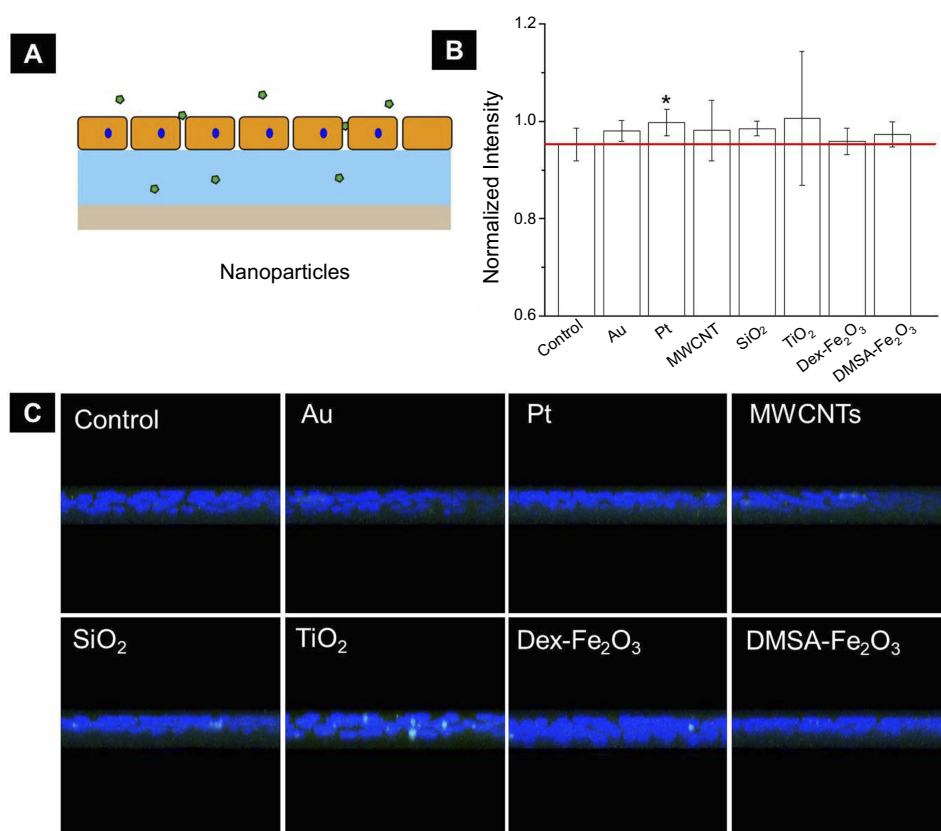 A
Nanoparticles
B
Normalized Intensity
1.2
1.0
0.8
0.6
*
Control
Au
Pt
MWCNT
SiO₂
TiO₂
Dex-Fe₂O₃
DMSA-Fe₂O₃
C
Control
Au
Pt
MWCNTs
SiO₂
TiO₂
Dex-Fe₂O₃
DMSA-Fe₂O₃